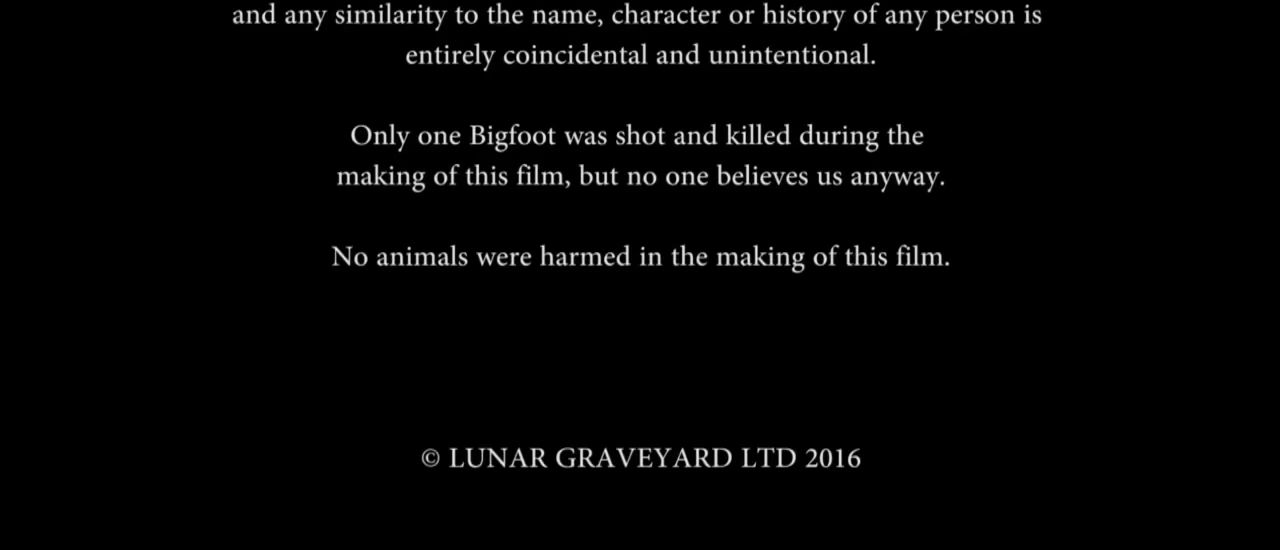 and any similarity to the name, character or history of any person is
entirely coincidental and unintentional.
Only one Bigfoot was shot and killed during the
making of this film, but no one believes us anyway.
No animals were harmed in the making of this film.
© LUNAR GRAVEYARD LTD 2016